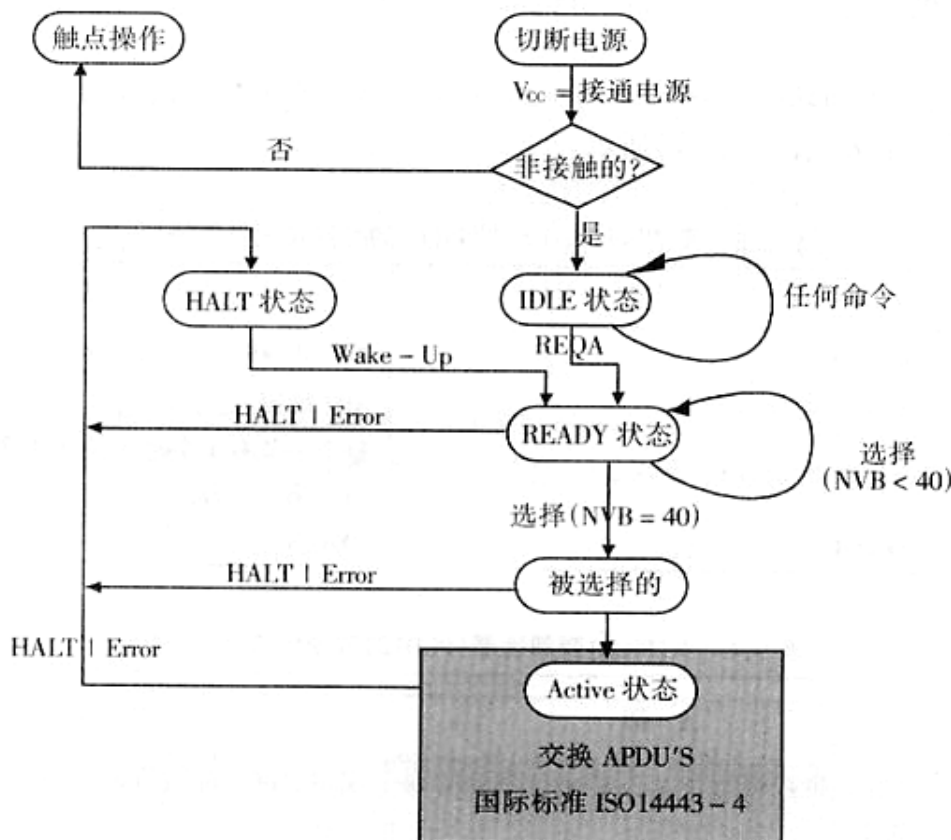 触点操作
切断电源
Vcc = 接通电源
否
非接触的?
是
HALT 状态
IDLE 状态
任何命令
REQA
Wake - Up
HALT | Error
READY 状态
选择
(NVB < 40)
选择(NVB = 40)
HALT | Error
被选择的
HALT | Error
Active 状态
交换 APDU'S
国际标准 ISO14443 - 4